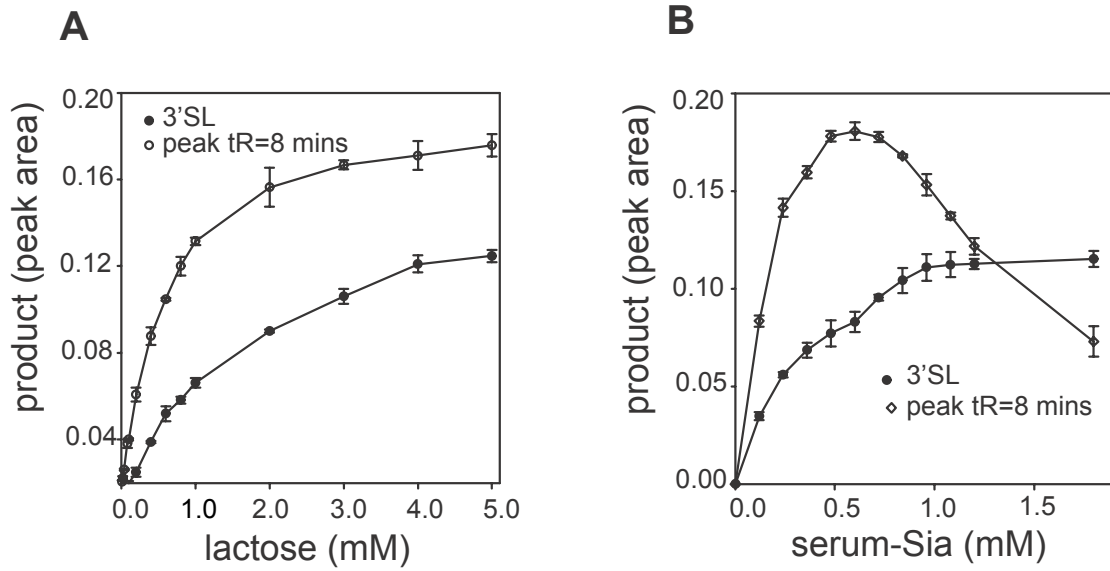 A
product (peak area)
0.20
0.16
0.12
0.08
0.04
3'SL
peak tR=8 mins
0.0 1.0 2.0 3.0 4.0 5.0
lactose (mM)
B
product (peak area)
0.20
0.15
0.10
0.05
0.00
3'SL
peak tR=8 mins
0.0 0.5 1.0 1.5
serum-Sia (mM)